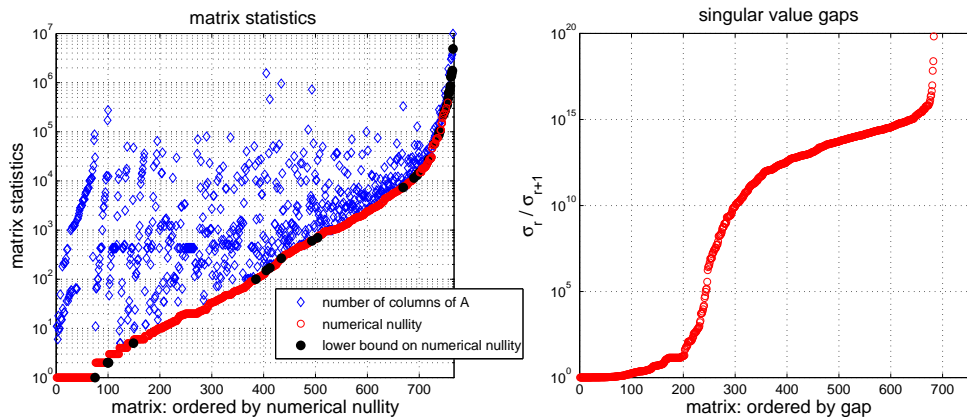 matrix statistics
10^7
10^6
10^5
10^4
10^3
10^2
10^1
10^0
matrix statistics
0 100 200 300 400 500 600 700
matrix: ordered by numerical nullity
number of columns of A
numerical nullity
lower bound on numerical nullity
singular value gaps
10^20
10^15
10^10
10^5
10^0
σ_r / σ_{r+1}
0 100 200 300 400 500 600 700
matrix: ordered by gap